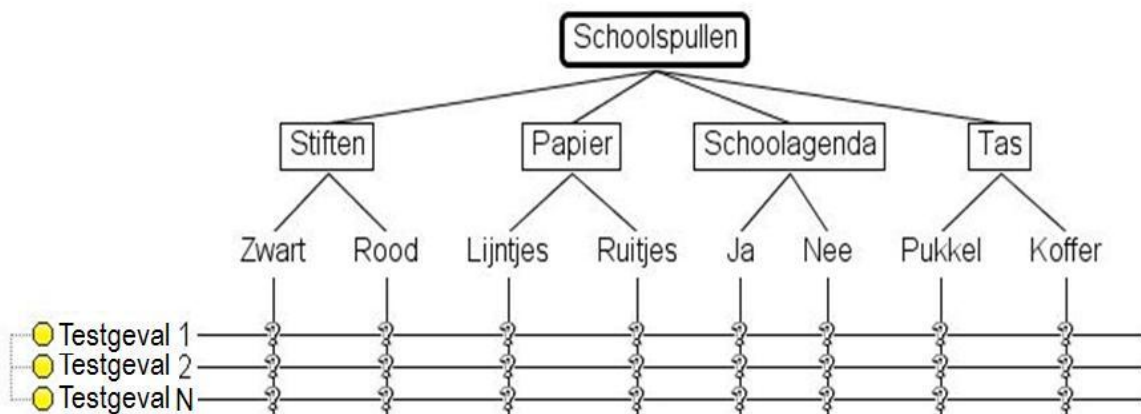 Schoolspullen
Stiften Papier Schoolagenda Tas
Zwart Rood Lijntjes Ruitjes Ja Nee Pukkel Koffer
Testgeval 1 ? ? ? ? ? ? ? ?
Testgeval 2 ? ? ? ? ? ? ? ?
Testgeval N ? ? ? ? ? ? ? ?